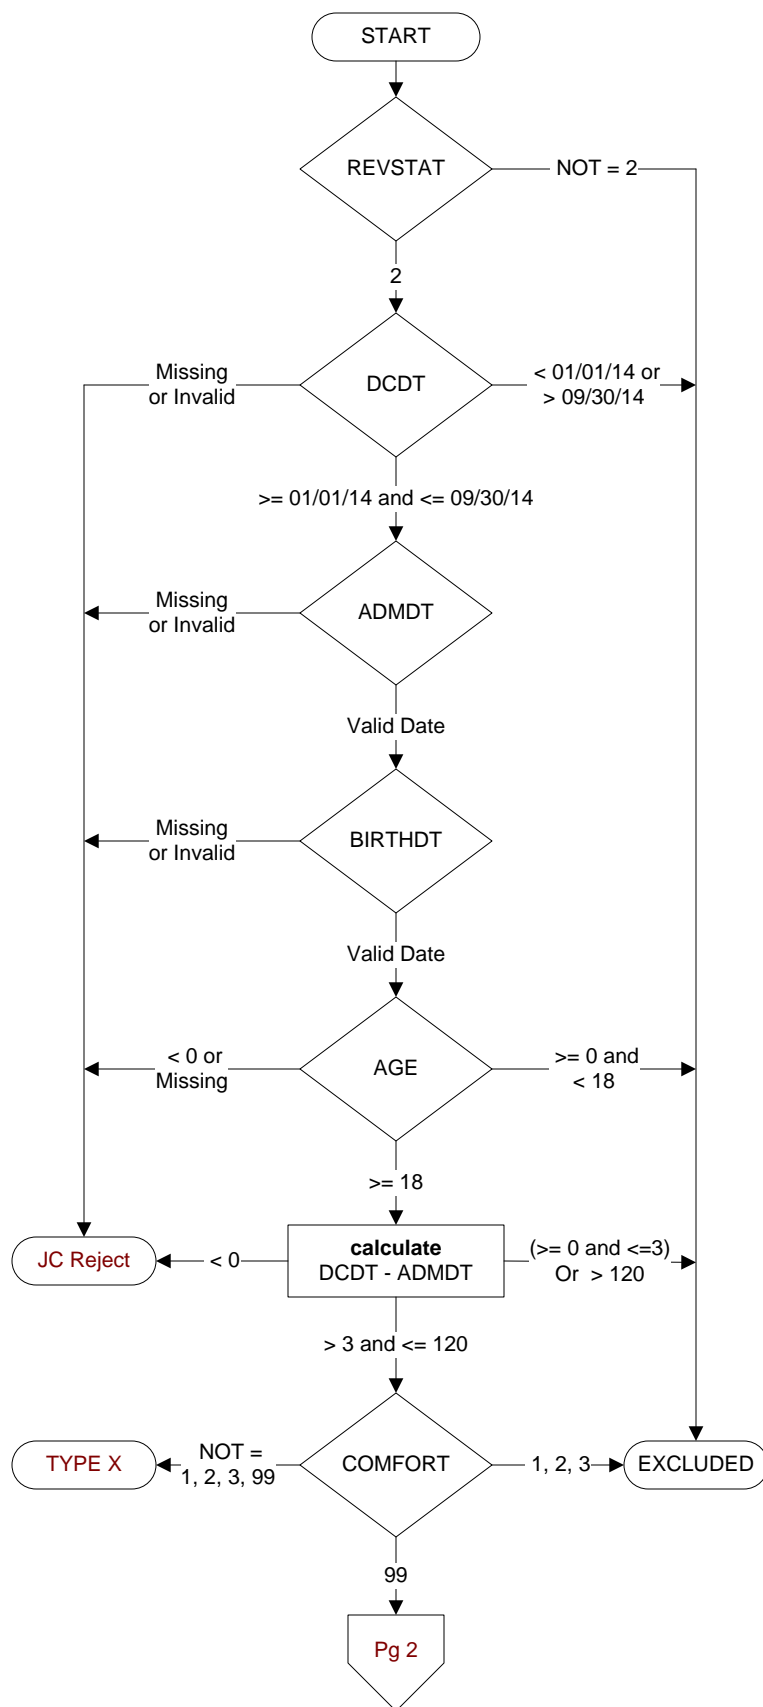 START
REVSTAT
NOT = 2
2
Missing
or Invalid
DCDT
< 01/01/14 or
> 09/30/14
>= 01/01/14 and <= 09/30/14
Missing
or Invalid
ADMDT
Valid Date
Missing
or Invalid
BIRTHDT
Valid Date
< 0 or
Missing
AGE
>= 0 and
< 18
>= 18
JC Reject
< 0
calculate
DCDT - ADMDT
(>= 0 and <=3)
Or > 120
> 3 and <= 120
TYPE X
NOT =
1, 2, 3, 99
COMFORT
1, 2, 3
EXCLUDED
99
Pg 2